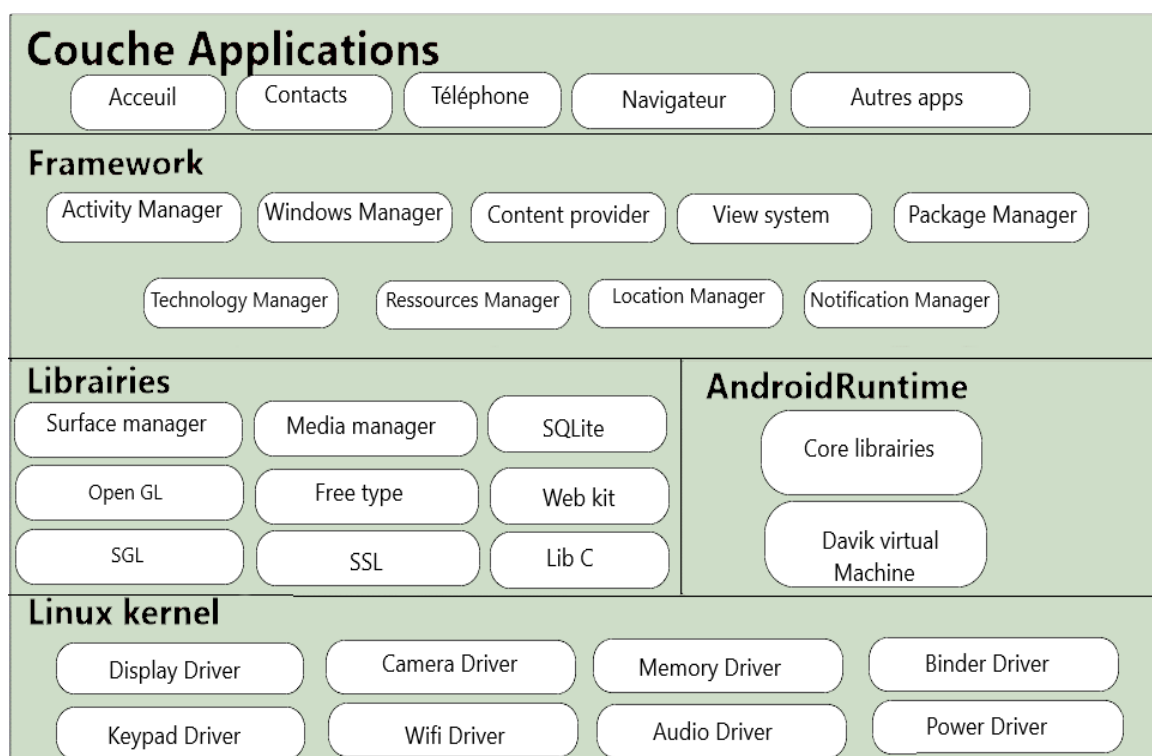 Couche Applications
Acceuil
Contacts
Téléphone
Navigateur
Autres apps
Framework
Activity Manager
Windows Manager
Content provider
View system
Package Manager
Technology Manager
Ressources Manager
Location Manager
Notification Manager
Librairies
Surface manager
Media manager
SQLite
Open GL
Free type
Web kit
SGL
SSL
Lib C
AndroidRuntime
Core librairies
Davik virtual
Machine
Linux kernel
Display Driver
Camera Driver
Memory Driver
Binder Driver
Keypad Driver
Wifi Driver
Audio Driver
Power Driver